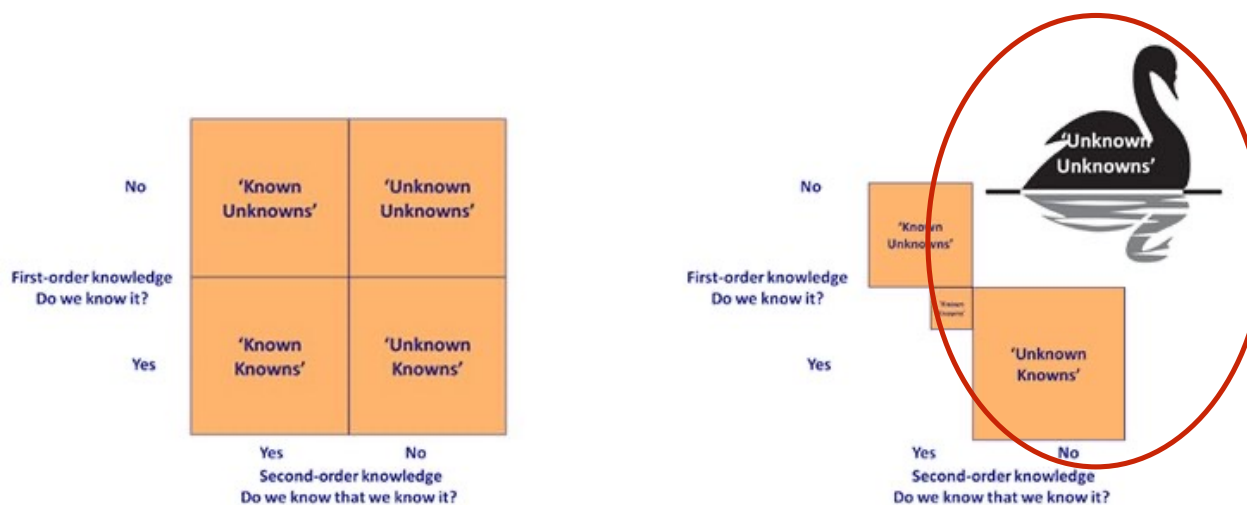 No
'Known
Unknowns'
'Unknown
Unknowns'
First-order knowledge
Do we know it?
Yes
'Known
Knowns'
'Unknown
Knowns'
Yes
No
Second-order knowledge
Do we know that we know it?
'Unknown
Unknowns'
No
'Known
Unknowns'
First-order knowledge
Do we know it?
'Known
Knowns'
Yes
'Unknown
Knowns'
Yes
No
Second-order knowledge
Do we know that we know it?